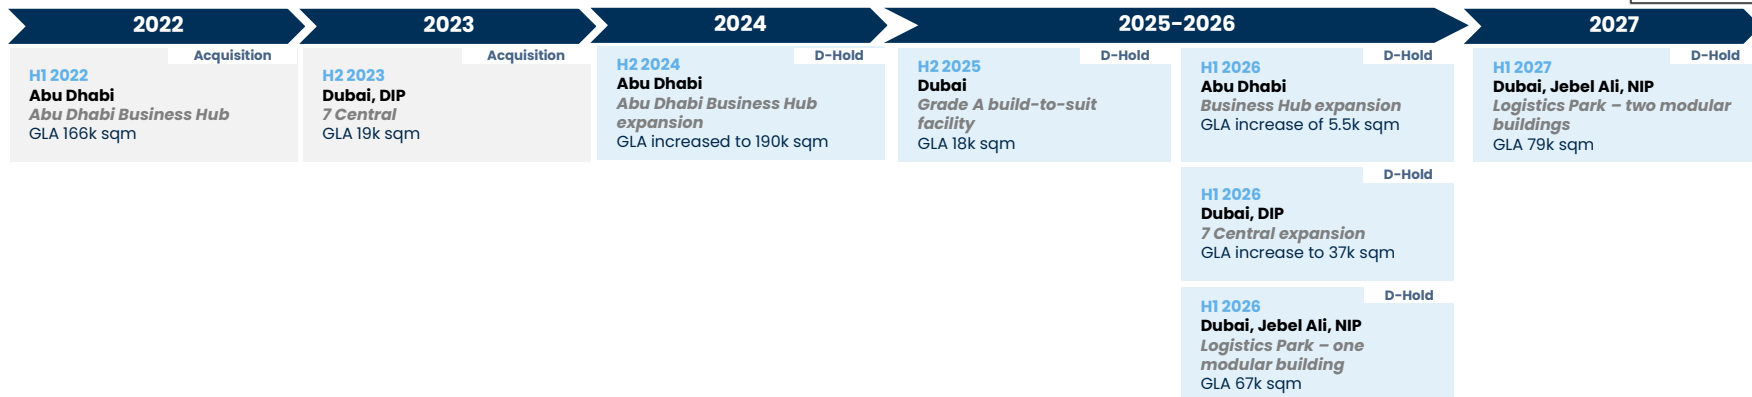 2022
2023
2024
2025-2026
2027
Acquisition
H1 2022
Abu Dhabi
Abu Dhabi Business Hub
GLA 166k sqm
Acquisition
H2 2023
Dubai, DIP
7 Central
GLA 19k sqm
D-Hold
H2 2024
Abu Dhabi
Abu Dhabi Business Hub
expansion
GLA increased to 190k sqm
D-Hold
H2 2025
Dubai
Grade A build-to-suit
facility
GLA 18k sqm
D-Hold
H1 2026
Abu Dhabi
Business Hub expansion
GLA increase of 5.5k sqm
D-Hold
H1 2026
Dubai, DIP
7 Central expansion
GLA increase to 37k sqm
D-Hold
H1 2026
Dubai, Jebel Ali, NIP
Logistics Park – one
modular building
GLA 67k sqm
D-Hold
H1 2027
Dubai, Jebel Ali, NIP
Logistics Park – two modular
buildings
GLA 79k sqm